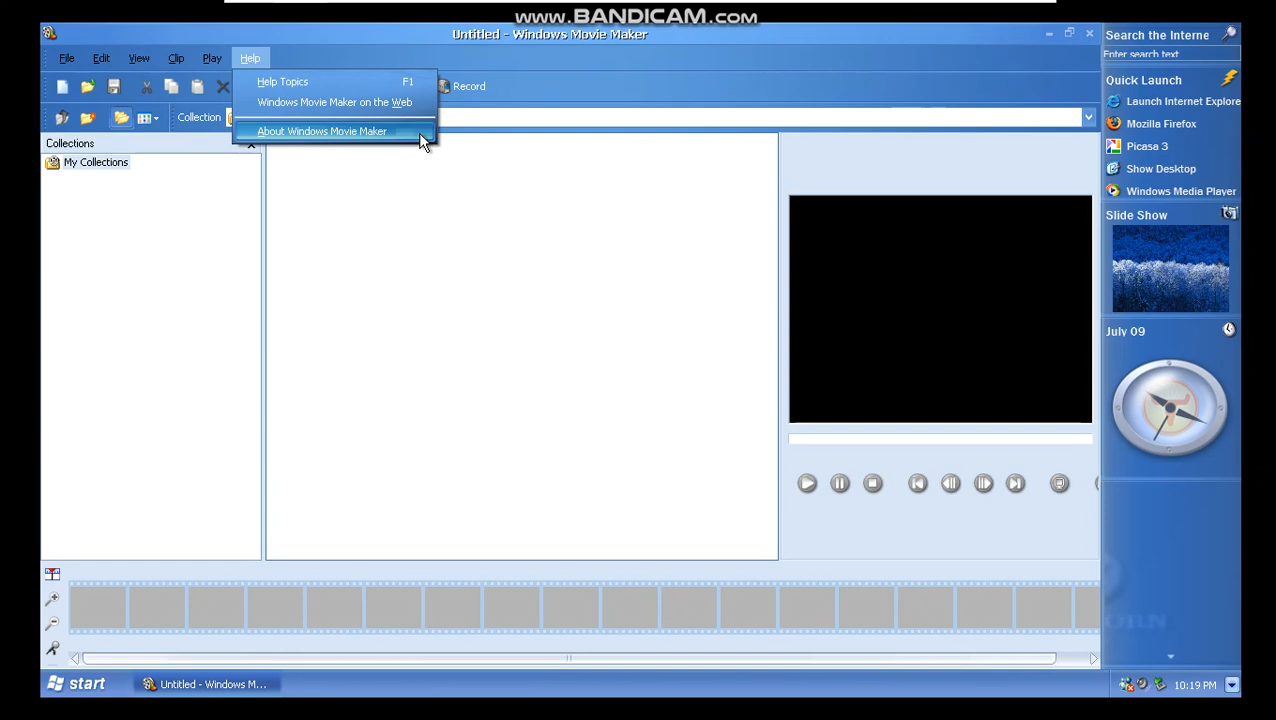 www.BANDICAM.com
Untitled - Windows Movie Maker
File Edit View Clip Play Help
Help Topics F1
Windows Movie Maker on the Web
About Windows Movie Maker
Record
Collection
Collections
My Collections
Search the Interne
Enter search text
Quick Launch
Launch Internet Explore
Mozilla Firefox
Picasa 3
Show Desktop
Windows Media Player
Slide Show
July 09
start
Untitled - Windows M...
10:19 PM